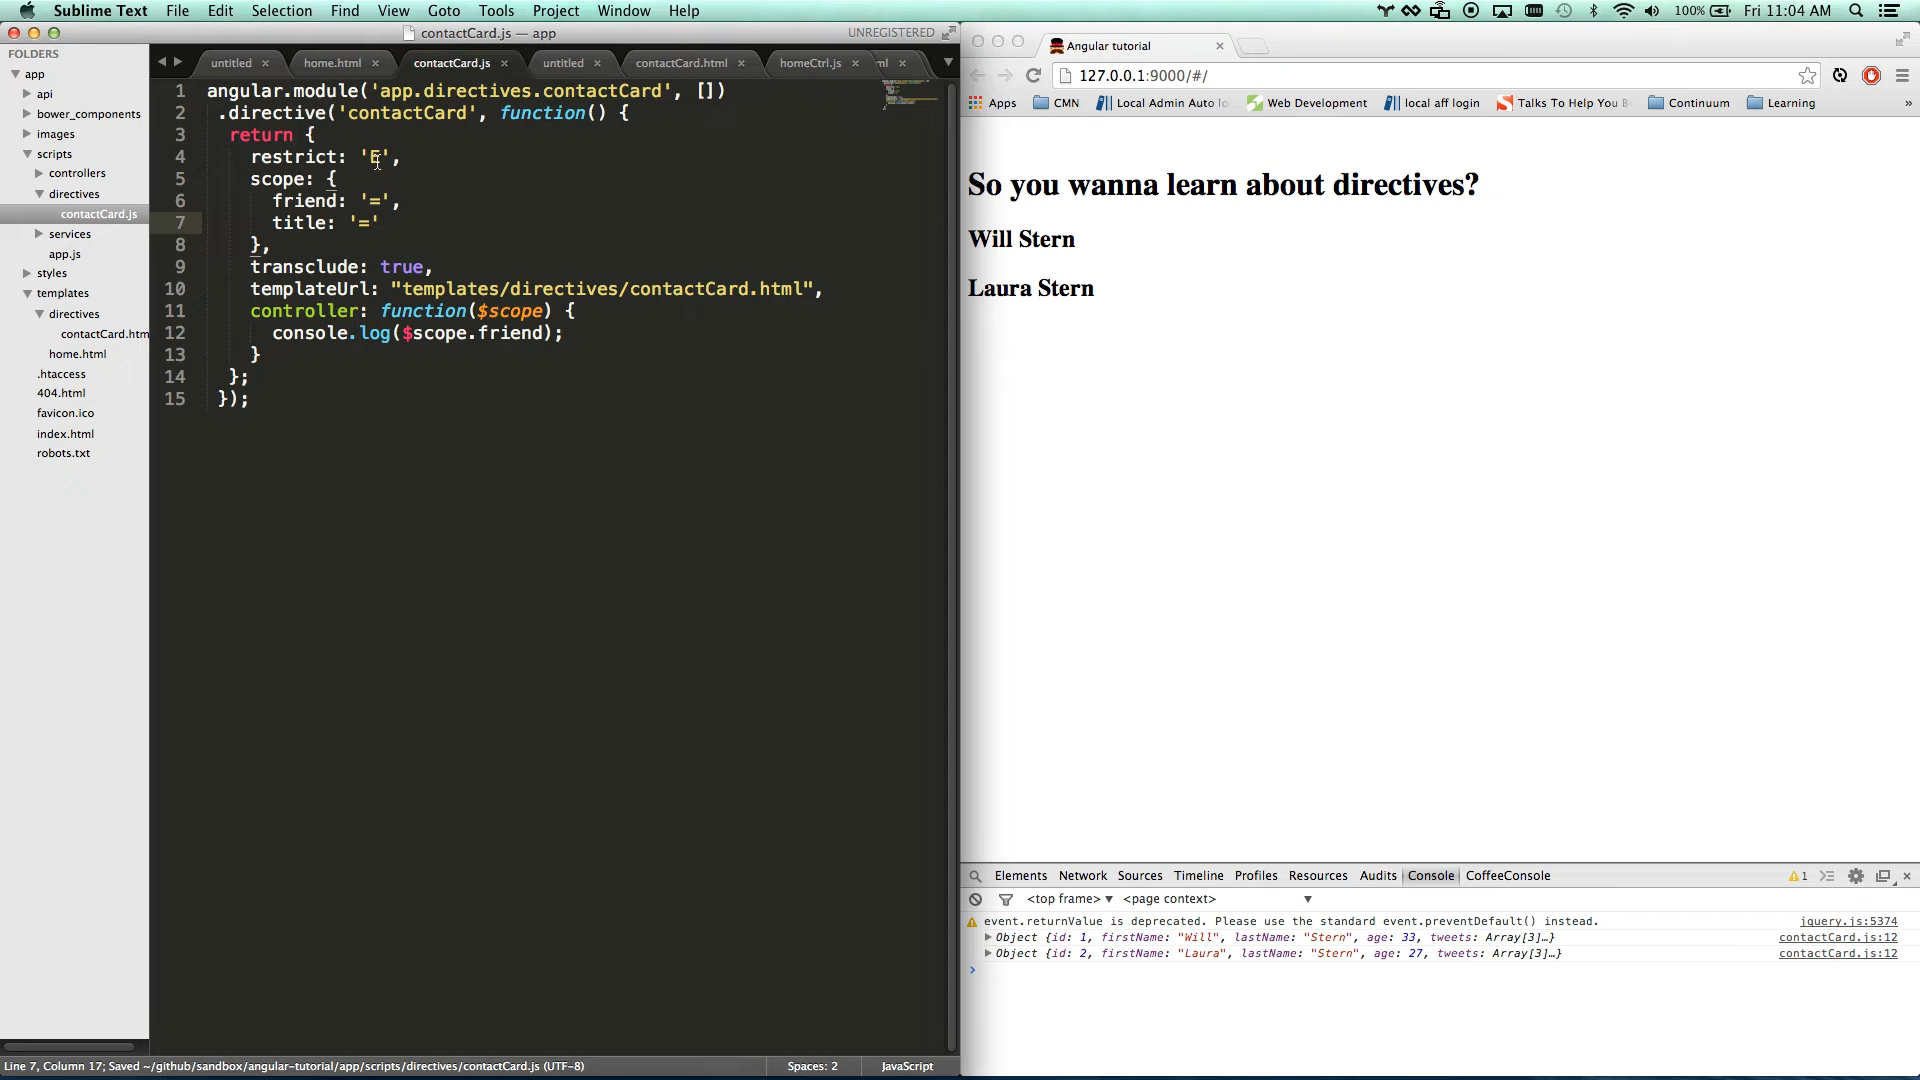 Sublime Text File Edit Selection Find View Goto Tools Project Window Help 100% Fri 11:04 AM
contactCard.js — app UNREGISTERED
FOLDERS
app
api
bower_components
images
scripts
controllers
directives
contactCard.js
services
app.js
styles
templates
directives
contactCard.htm
home.html
.htaccess
404.html
favicon.ico
index.html
robots.txt
untitled home.html contactCard.js untitled contactCard.html homeCtrl.js ml
1 angular.module('app.directives.contactCard', [])
2 .directive('contactCard', function() {
3 return {
4 restrict: 'E',
5 scope: {
6 friend: '=',
7 title: '='
8 },
9 transclude: true,
10 templateUrl: "templates/directives/contactCard.html",
11 controller: function($scope) {
12 console.log($scope.friend);
13 }
14 };
15 });
Line 7, Column 17; Saved ~/github/sandbox/angular-tutorial/app/scripts/directives/contactCard.js (UTF-8) Spaces: 2 JavaScript
Angular tutorial
127.0.0.1:9000/#/
Apps CMN Local Admin Auto lo Web Development local aff login Talks To Help You B Continuum Learning »
So you wanna learn about directives?
Will Stern
Laura Stern
Elements Network Sources Timeline Profiles Resources Audits Console CoffeeConsole 1
<top frame> <page context>
event.returnValue is deprecated. Please use the standard event.preventDefault() instead. jquery.js:5374
Object {id: 1, firstName: "Will", lastName: "Stern", age: 33, tweets: Array[3]…} contactCard.js:12
Object {id: 2, firstName: "Laura", lastName: "Stern", age: 27, tweets: Array[3]…} contactCard.js:12